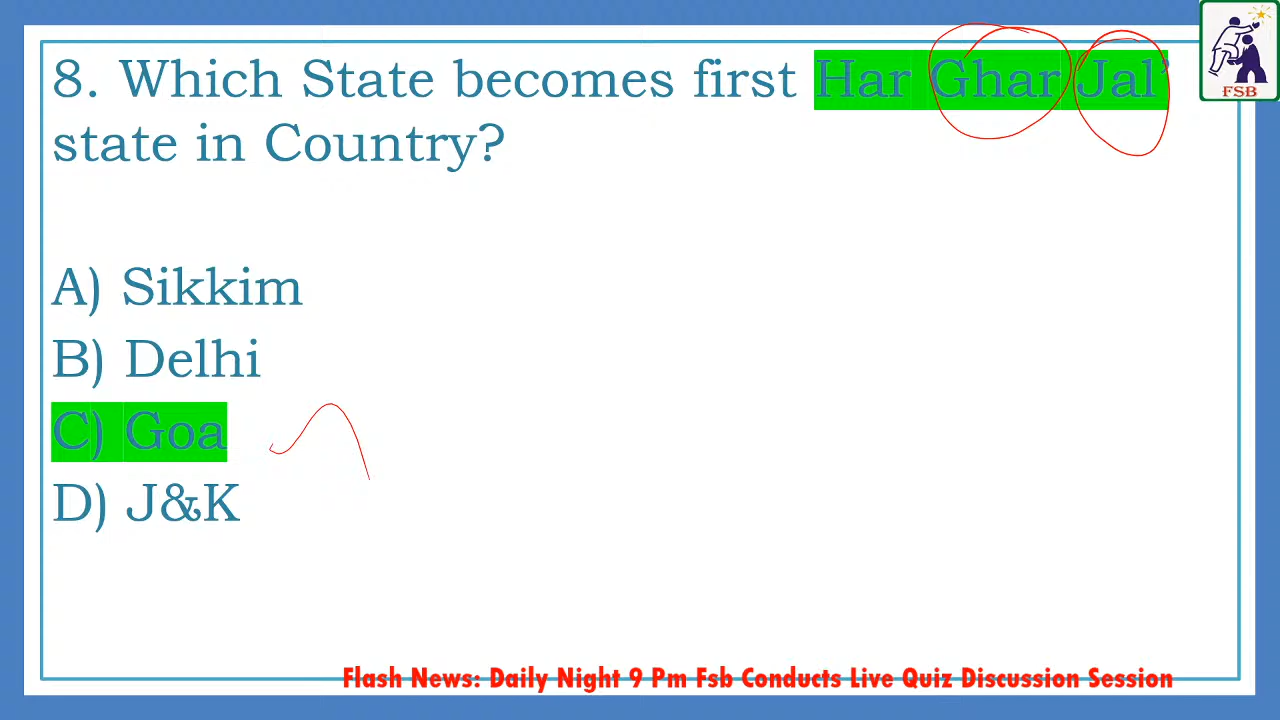 8. Which State becomes first Har Ghar Jal’
state in Country?
A) Sikkim
B) Delhi
C) Goa
D) J&K
FSB
Flash News: Daily Night 9 Pm Fsb Conducts Live Quiz Discussion Session